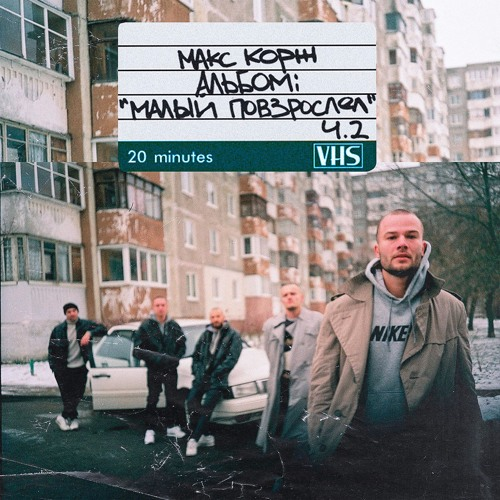 МАКС КОРЖ
АЛЬБОМ:
"МАЛЫЙ ПОВЗРОСЛЕЛ"
Ч.2
20 minutes VHS
NIKE